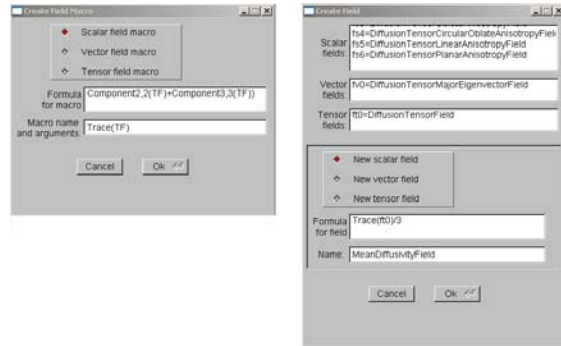 Create Field Macro
Scalar field macro
Vector field macro
Tensor field macro
Formula for macro
Component2,2(TF)+Component3,3(TF))
Macro name and arguments:
Trace(TF)
Cancel
Ok
Create Field
Scalar fields:
fs4=DiffusionTensorCircularOblateAnisotropyField
fs5=DiffusionTensorLinearAnisotropyField
fs6=DiffusionTensorPlanarAnisotropyField
Vector fields:
fv0=DiffusionTensorMajorEigenvectorField
Tensor fields:
ft0=DiffusionTensorField
New scalar field
New vector field
New tensor field
Formula for field
Trace(ft0)/3
Name:
MeanDiffusivityField
Cancel
Ok